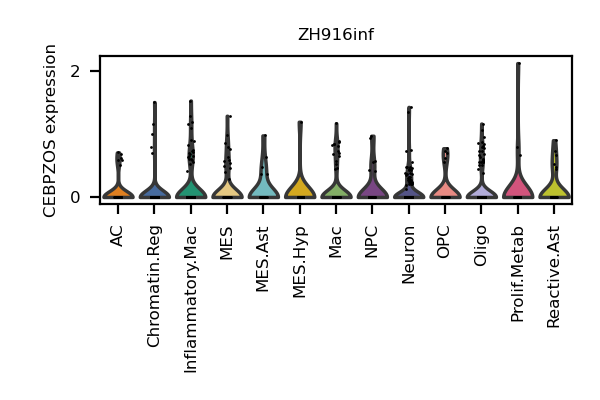 ZH916inf
CEBPZOS expression
2
0
AC
Chromatin.Reg
Inflammatory.Mac
MES
MES.Ast
MES.Hyp
Mac
NPC
Neuron
OPC
Oligo
Prolif.Metab
Reactive.Ast